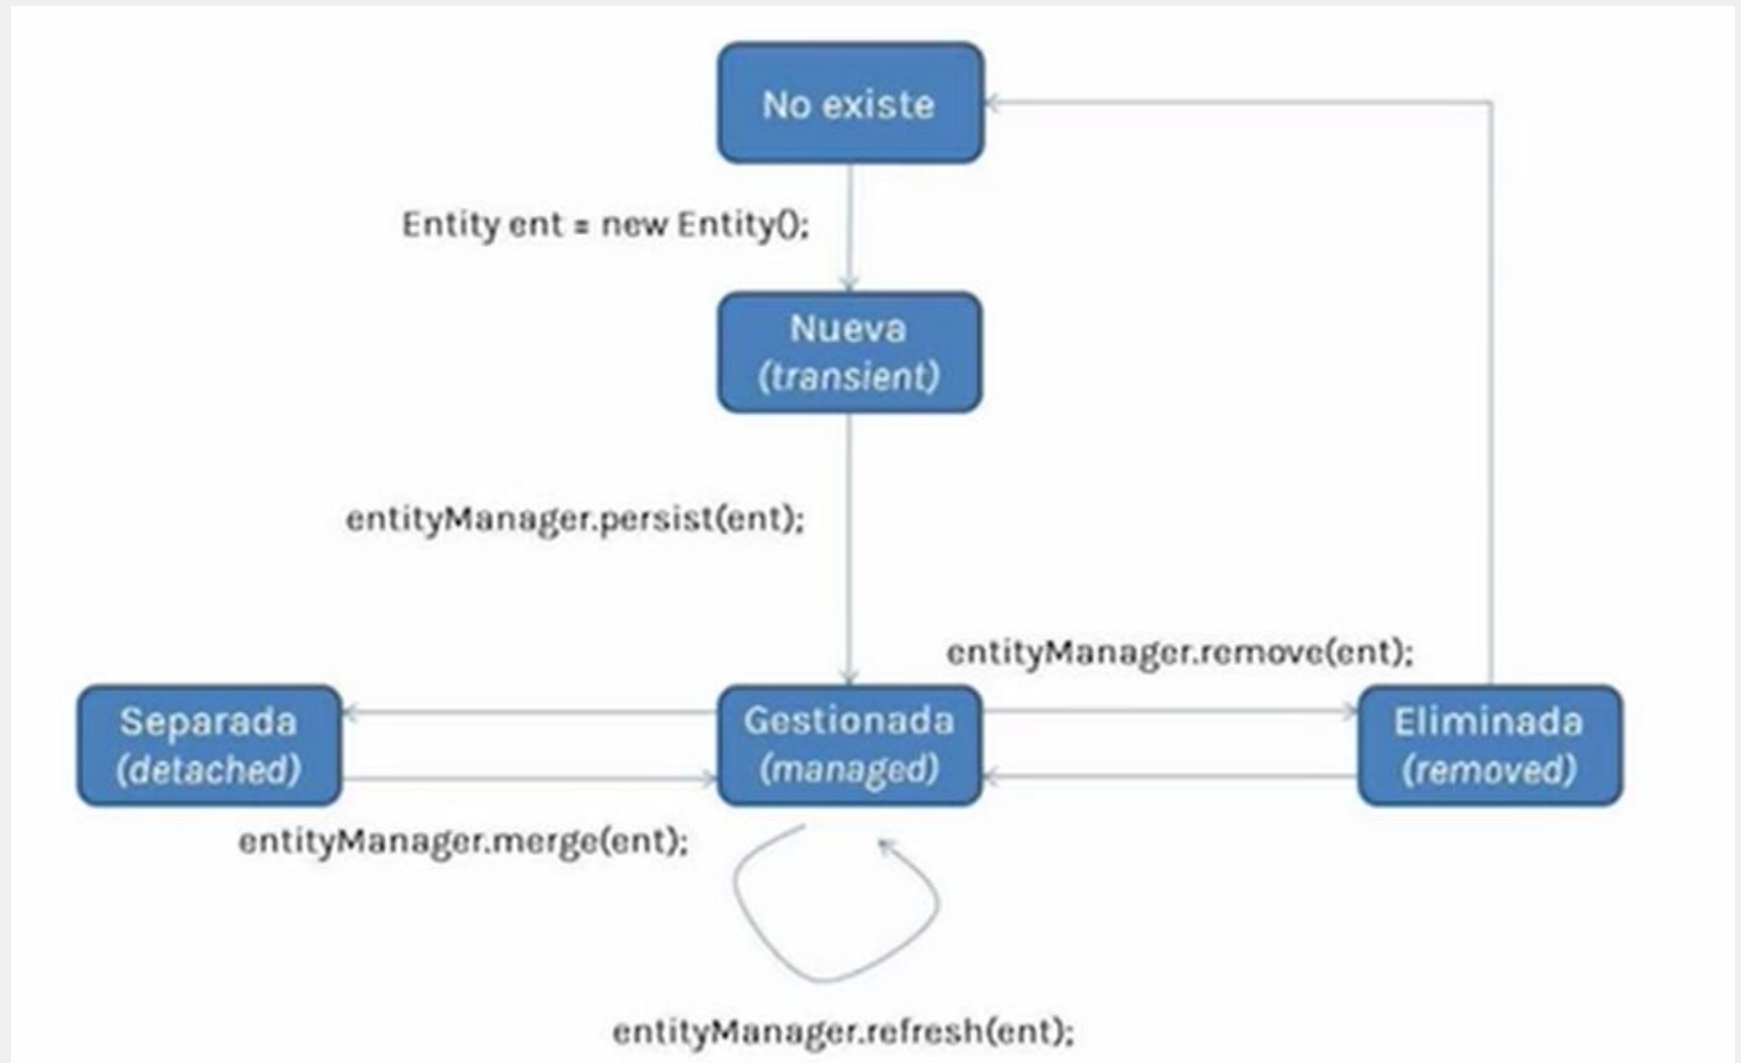 No existe
Entity ent = new Entity();
Nueva
(transient)
entityManager.persist(ent);
entityManager.remove(ent);
Separada
(detached)
Gestionada
(managed)
Eliminada
(removed)
entityManager.merge(ent);
entityManager.refresh(ent);